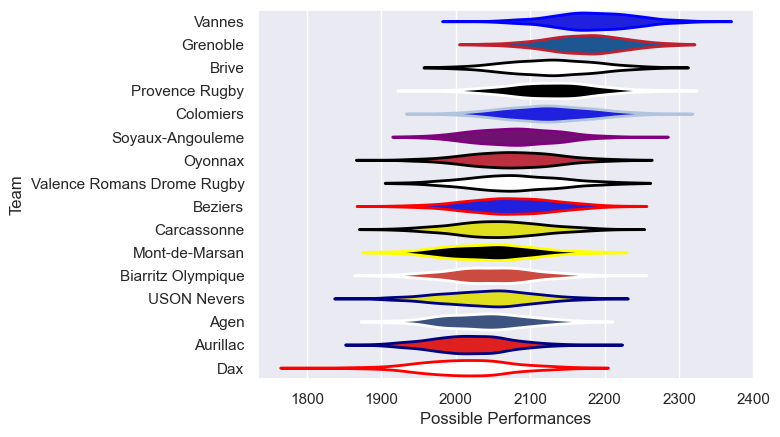 Vannes
Grenoble
Brive
Provence Rugby
Colomiers
Soyaux-Angouleme
Oyonnax
Valence Romans Drome Rugby
Beziers
Carcassonne
Mont-de-Marsan
Biarritz Olympique
USON Nevers
Agen
Aurillac
Dax
Team
1800 1900 2000 2100 2200 2300 2400
Possible Performances